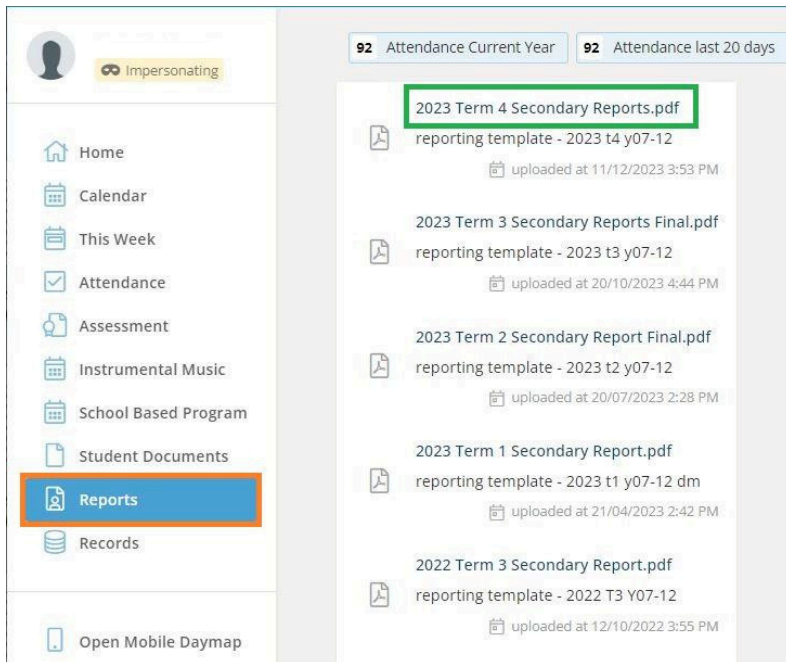 Impersonating
Home
Calendar
This Week
Attendance
Assessment
Instrumental Music
School Based Program
Student Documents
Reports
Records
Open Mobile Daymap
92 Attendance Current Year
92 Attendance last 20 days
2023 Term 4 Secondary Reports.pdf
reporting template - 2023 t4 y07-12
uploaded at 11/12/2023 3:53 PM
2023 Term 3 Secondary Reports Final.pdf
reporting template - 2023 t3 y07-12
uploaded at 20/10/2023 4:44 PM
2023 Term 2 Secondary Report Final.pdf
reporting template - 2023 t2 y07-12
uploaded at 20/07/2023 2:28 PM
2023 Term 1 Secondary Report.pdf
reporting template - 2023 t1 y07-12 dm
uploaded at 21/04/2023 2:42 PM
2022 Term 3 Secondary Report.pdf
reporting template - 2022 T3 Y07-12
uploaded at 12/10/2022 3:55 PM